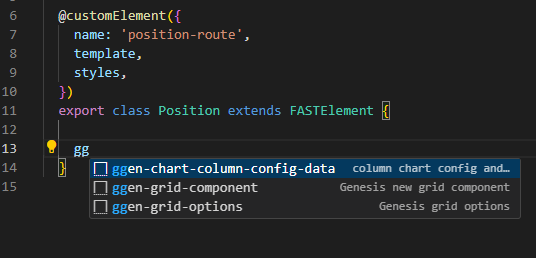 6 @customElement({
7 name: 'position-route',
8 template,
9 styles,
10 })
11 export class Position extends FASTElement {
12
13 gg
ggen-chart-column-config-data column chart config and…
14 }
ggen-grid-component Genesis new grid component
15
ggen-grid-options Genesis grid options